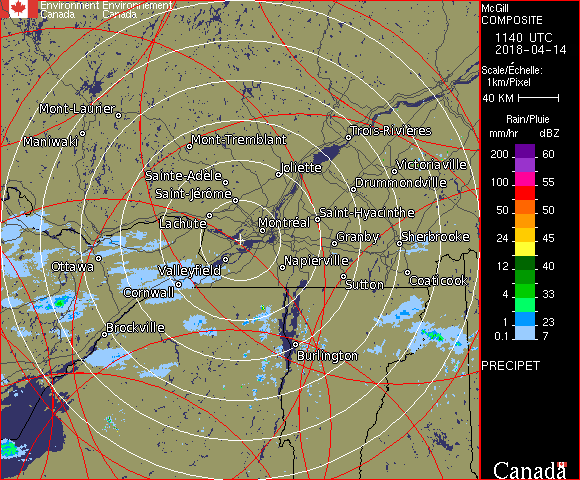 Environment Environnement
Canada Canada
McGill
COMPOSITE
1140 UTC
2018-04-14
Scale/Échelle:
1km/Pixel
40 KM
Rain/Pluie
mm/hr dBZ
200 60
100 55
50 50
24 45
12 40
4 33
1 23
0.1 7
PRECIPET
Canada
Mont-Laurier
Maniwaki
Mont-Tremblant
Trois-Rivières
Sainte-Adèle
Joliette
Victoriaville
Saint-Jérôme
Drummondville
Lachute
Montréal
Saint-Hyacinthe
Granby
Sherbrooke
Ottawa
Valleyfield
Napierville
Cornwall
Sutton
Coaticook
Brockville
Burlington